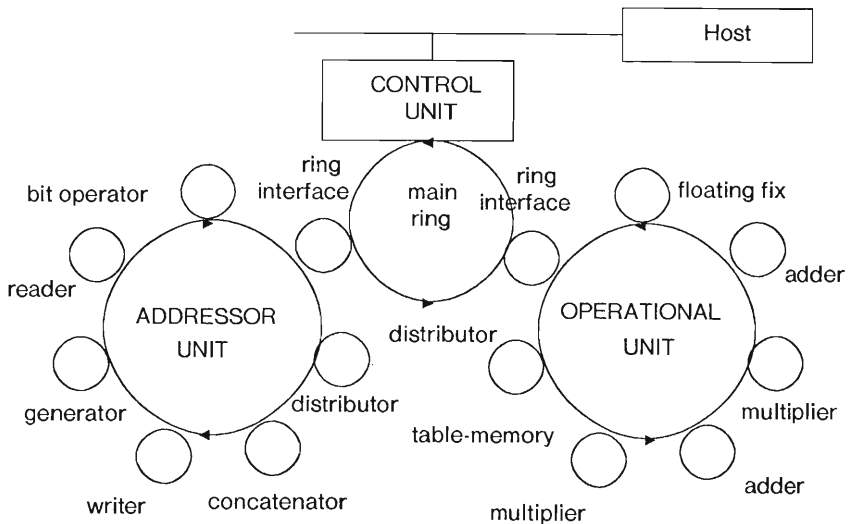 Host
CONTROL
UNIT
ring
interface
main
ring
ring
interface
bit operator
floating fix
reader
adder
ADDRESSOR
UNIT
distributor
OPERATIONAL
UNIT
generator
distributor
multiplier
table-memory
writer
concatenator
adder
multiplier